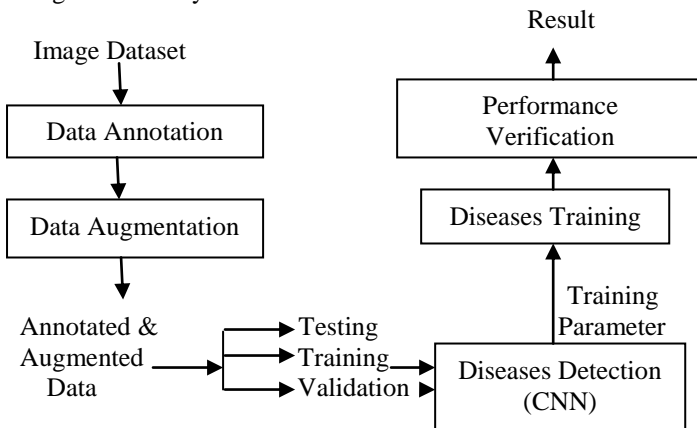 Image Dataset
Data Annotation
Data Augmentation
Annotated &
Augmented
Data
Testing
Training
Validation
Diseases Detection
(CNN)
Training
Parameter
Diseases Training
Performance
Verification
Result